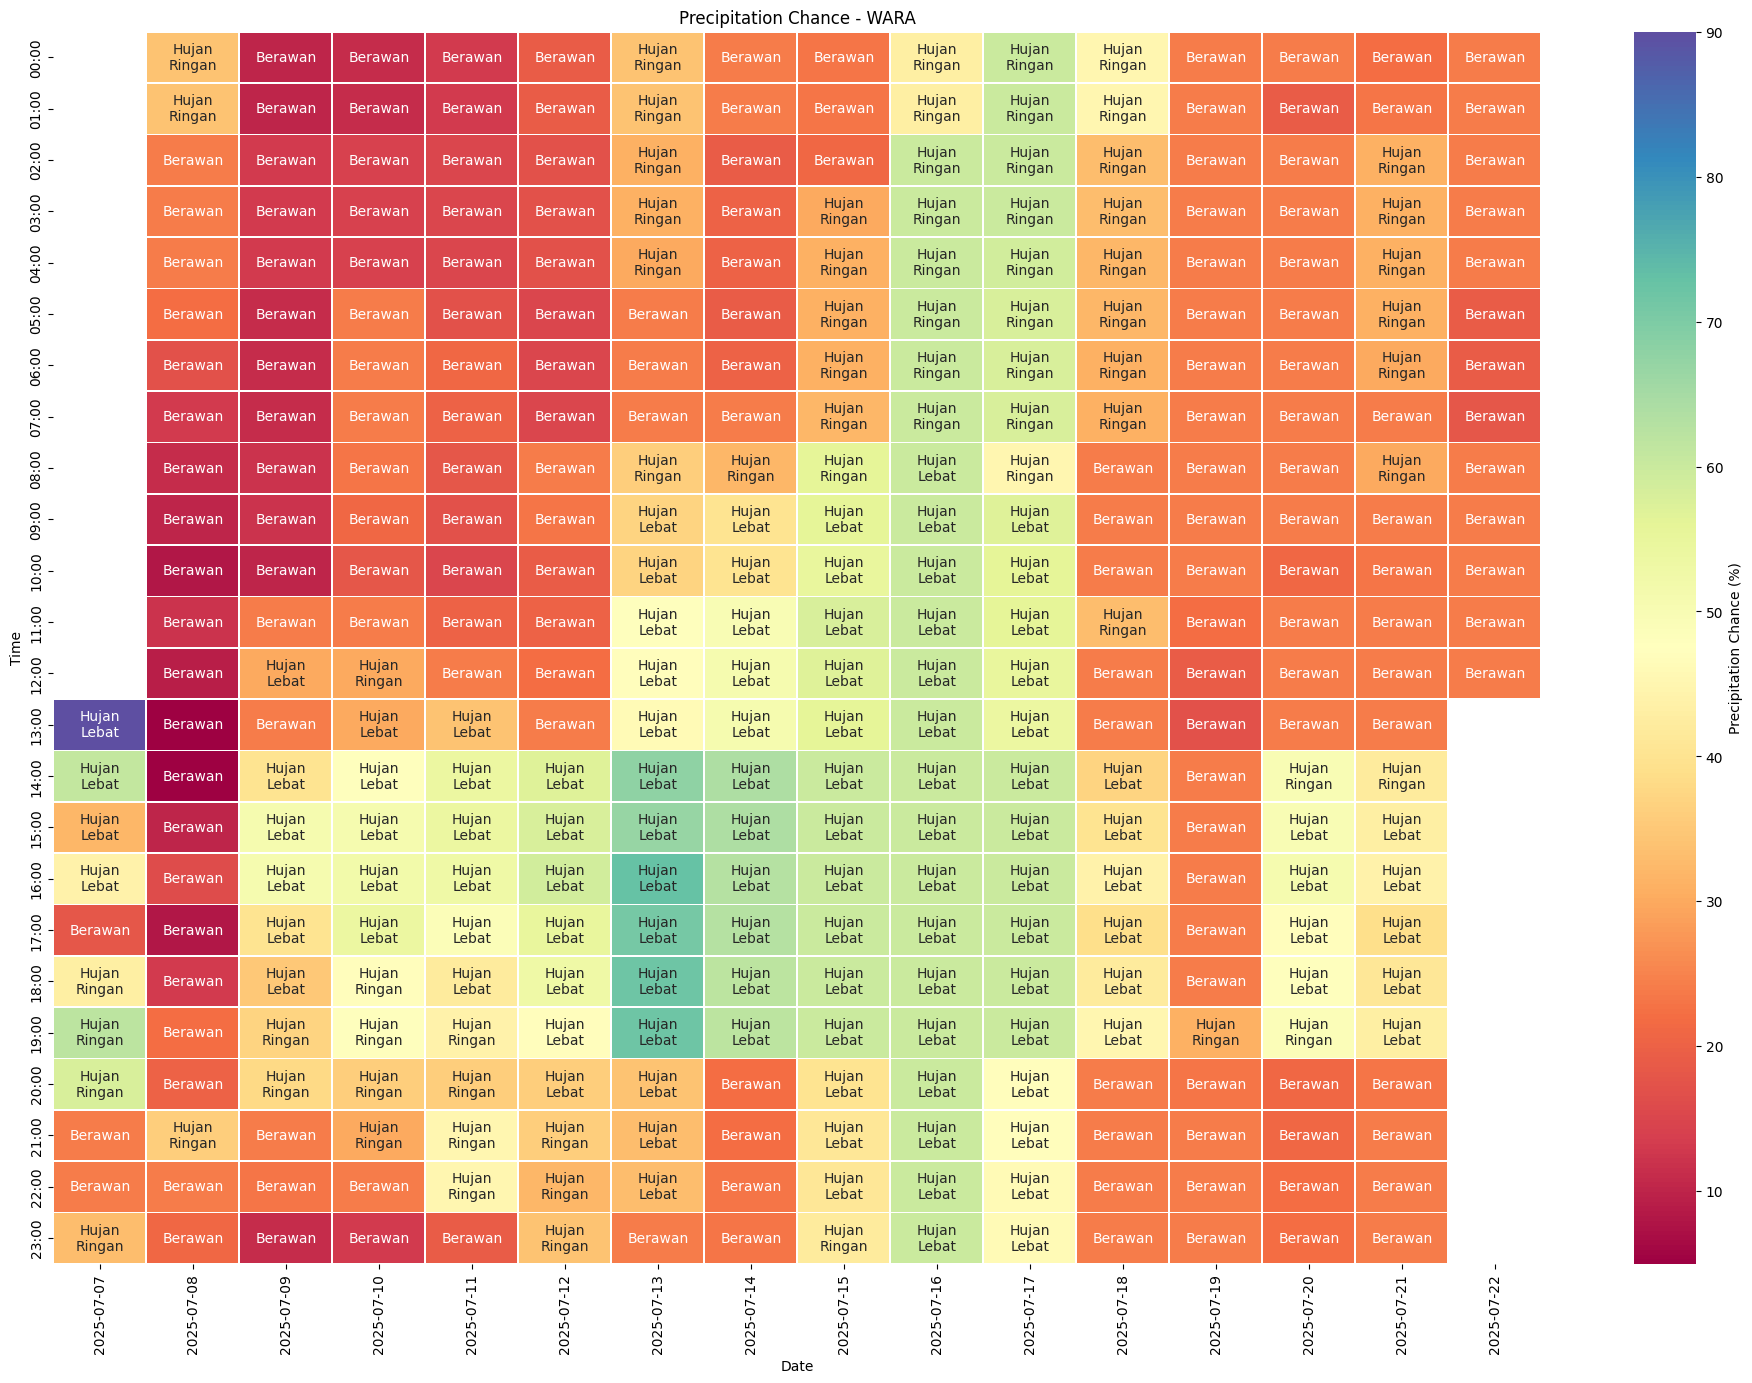 Precipitation Chance - WARA
00:00 Hujan Ringan Berawan Berawan Berawan Berawan Hujan Ringan Berawan Berawan Hujan Ringan Hujan Ringan Hujan Ringan Berawan Berawan Berawan Berawan
01:00 Hujan Ringan Berawan Berawan Berawan Berawan Hujan Ringan Berawan Berawan Hujan Ringan Hujan Ringan Hujan Ringan Berawan Berawan Berawan Berawan
02:00 Berawan Berawan Berawan Berawan Berawan Hujan Ringan Berawan Berawan Hujan Ringan Hujan Ringan Hujan Ringan Berawan Berawan Hujan Ringan Berawan
03:00 Berawan Berawan Berawan Berawan Berawan Hujan Ringan Berawan Hujan Ringan Hujan Ringan Hujan Ringan Hujan Ringan Berawan Berawan Hujan Ringan Berawan
04:00 Berawan Berawan Berawan Berawan Berawan Hujan Ringan Berawan Hujan Ringan Hujan Ringan Hujan Ringan Hujan Ringan Berawan Berawan Hujan Ringan Berawan
05:00 Berawan Berawan Berawan Berawan Berawan Berawan Berawan Hujan Ringan Hujan Ringan Hujan Ringan Hujan Ringan Berawan Berawan Hujan Ringan Berawan
06:00 Berawan Berawan Berawan Berawan Berawan Berawan Berawan Hujan Ringan Hujan Ringan Hujan Ringan Hujan Ringan Berawan Berawan Hujan Ringan Berawan
07:00 Berawan Berawan Berawan Berawan Berawan Berawan Berawan Hujan Ringan Hujan Ringan Hujan Ringan Hujan Ringan Berawan Berawan Berawan Berawan
08:00 Berawan Berawan Berawan Berawan Berawan Hujan Ringan Hujan Ringan Hujan Ringan Hujan Lebat Hujan Ringan Berawan Berawan Berawan Hujan Ringan Berawan
09:00 Berawan Berawan Berawan Berawan Berawan Hujan Lebat Hujan Lebat Hujan Lebat Hujan Lebat Hujan Lebat Berawan Berawan Berawan Berawan Berawan
10:00 Berawan Berawan Berawan Berawan Berawan Hujan Lebat Hujan Lebat Hujan Lebat Hujan Lebat Hujan Lebat Berawan Berawan Berawan Berawan Berawan
11:00 Berawan Berawan Berawan Berawan Berawan Hujan Lebat Hujan Lebat Hujan Lebat Hujan Lebat Hujan Lebat Hujan Ringan Berawan Berawan Berawan Berawan
12:00 Berawan Hujan Lebat Hujan Ringan Berawan Berawan Hujan Lebat Hujan Lebat Hujan Lebat Hujan Lebat Hujan Lebat Berawan Berawan Berawan Berawan Berawan
13:00 Hujan Lebat Berawan Berawan Hujan Lebat Hujan Lebat Berawan Hujan Lebat Hujan Lebat Hujan Lebat Hujan Lebat Hujan Lebat Berawan Berawan Berawan Berawan
14:00 Hujan Lebat Berawan Hujan Lebat Hujan Lebat Hujan Lebat Hujan Lebat Hujan Lebat Hujan Lebat Hujan Lebat Hujan Lebat Hujan Lebat Hujan Lebat Berawan Hujan Ringan Hujan Ringan
15:00 Hujan Lebat Berawan Hujan Lebat Hujan Lebat Hujan Lebat Hujan Lebat Hujan Lebat Hujan Lebat Hujan Lebat Hujan Lebat Hujan Lebat Hujan Lebat Berawan Hujan Lebat Hujan Lebat
16:00 Hujan Lebat Berawan Hujan Lebat Hujan Lebat Hujan Lebat Hujan Lebat Hujan Lebat Hujan Lebat Hujan Lebat Hujan Lebat Hujan Lebat Hujan Lebat Berawan Hujan Lebat Hujan Lebat
17:00 Berawan Berawan Hujan Lebat Hujan Lebat Hujan Lebat Hujan Lebat Hujan Lebat Hujan Lebat Hujan Lebat Hujan Lebat Hujan Lebat Hujan Lebat Berawan Hujan Lebat Hujan Lebat
18:00 Hujan Ringan Berawan Hujan Lebat Hujan Ringan Hujan Lebat Hujan Lebat Hujan Lebat Hujan Lebat Hujan Lebat Hujan Lebat Hujan Lebat Hujan Lebat Berawan Hujan Lebat Hujan Lebat
19:00 Hujan Ringan Berawan Hujan Ringan Hujan Ringan Hujan Ringan Hujan Lebat Hujan Lebat Hujan Lebat Hujan Lebat Hujan Lebat Hujan Lebat Hujan Lebat Hujan Ringan Hujan Ringan Hujan Lebat
20:00 Hujan Ringan Berawan Hujan Ringan Hujan Ringan Hujan Ringan Hujan Lebat Hujan Lebat Berawan Hujan Lebat Hujan Lebat Hujan Lebat Berawan Berawan Berawan Berawan
21:00 Berawan Hujan Ringan Berawan Hujan Ringan Hujan Ringan Hujan Ringan Hujan Lebat Berawan Hujan Lebat Hujan Lebat Hujan Lebat Berawan Berawan Berawan Berawan
22:00 Berawan Berawan Berawan Berawan Hujan Ringan Hujan Ringan Hujan Lebat Berawan Hujan Lebat Hujan Lebat Hujan Lebat Berawan Berawan Berawan Berawan
23:00 Hujan Ringan Berawan Berawan Berawan Berawan Hujan Ringan Berawan Berawan Hujan Ringan Hujan Lebat Hujan Lebat Berawan Berawan Berawan Berawan
Time
2025-07-07 2025-07-08 2025-07-09 2025-07-10 2025-07-11 2025-07-12 2025-07-13 2025-07-14 2025-07-15 2025-07-16 2025-07-17 2025-07-18 2025-07-19 2025-07-20 2025-07-21 2025-07-22
Date
90
80
70
60
50
40
30
20
10
Precipitation Chance (%)